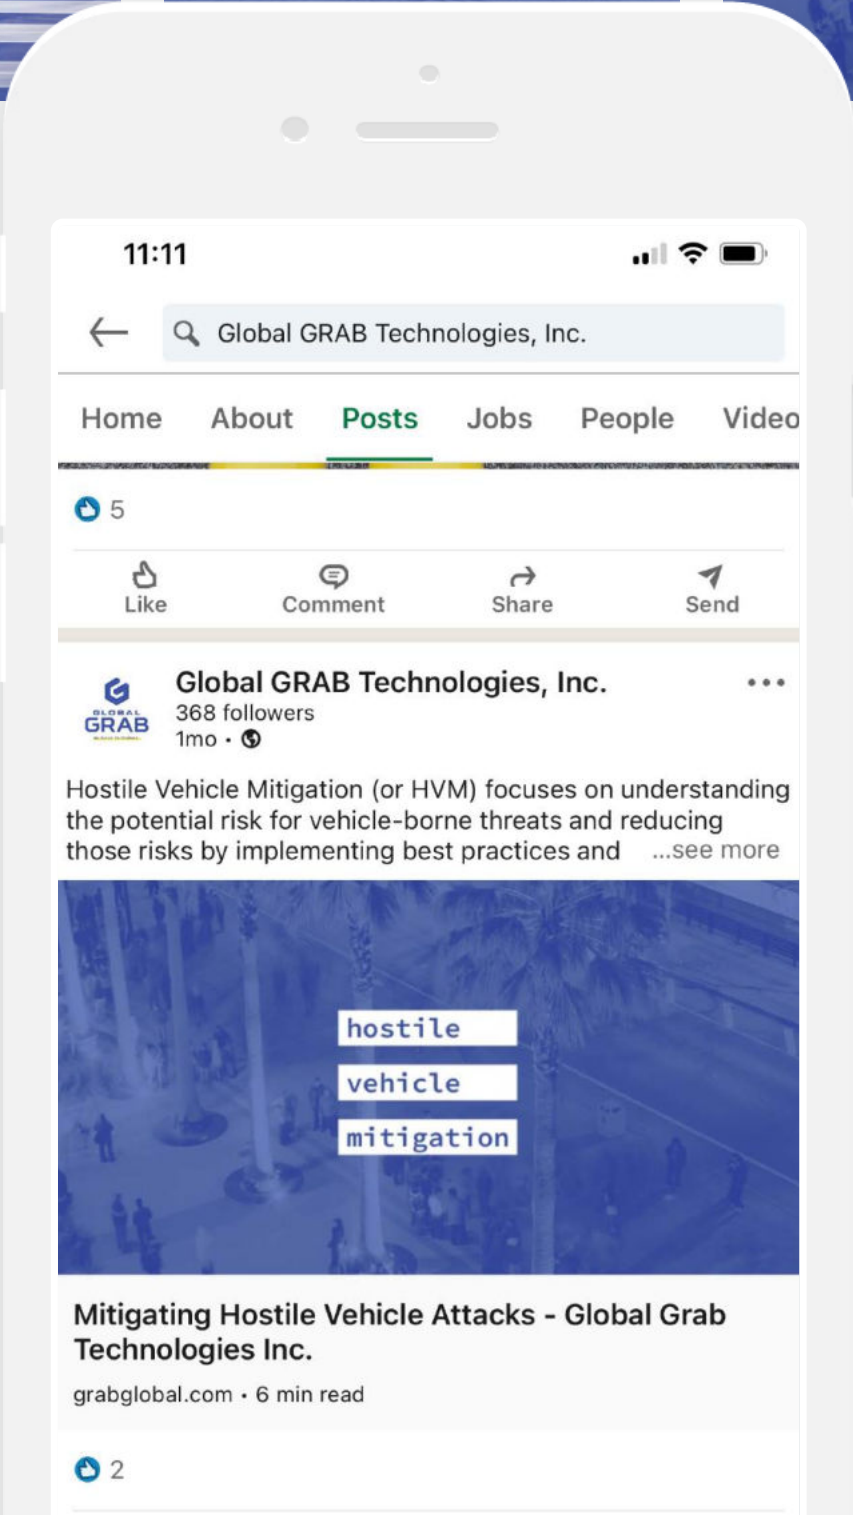 11:11
Global GRAB Technologies, Inc.
Home About Posts Jobs People Video
5
Like Comment Share Send
GLOBAL
GRAB
Global GRAB Technologies, Inc.
368 followers
1mo •
Hostile Vehicle Mitigation (or HVM) focuses on understanding
the potential risk for vehicle-borne threats and reducing
those risks by implementing best practices and ...see more
hostile
vehicle
mitigation
Mitigating Hostile Vehicle Attacks - Global Grab
Technologies Inc.
grabglobal.com • 6 min read
2